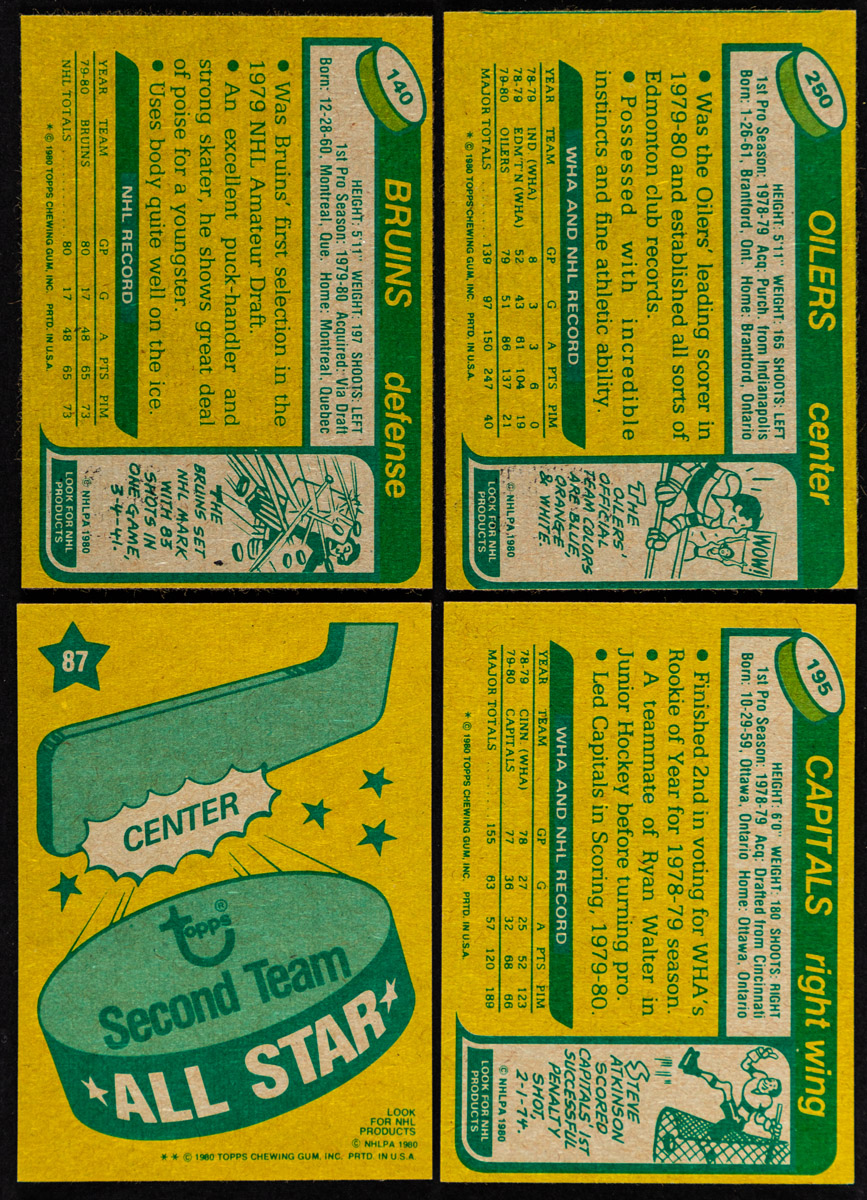 140
BRUINS defense
HEIGHT: 5'11" WEIGHT: 197 SHOOTS: LEFT
1st Pro Season: 1979-80 Acquired: Via Draft
Born: 12-28-60, Montreal, Que. Home: Montreal, Quebec
• Was Bruins' first selection in the
1979 NHL Amateur Draft.
• An excellent puck-handler and
strong skater, he shows great deal
of poise for a youngster.
• Uses body quite well on the ice.
NHL RECORD
YEAR TEAM GP G A PTS PIM
79-80 BRUINS 80 17 48 65 73
NHL TOTALS 80 17 48 65 73
* © 1980 TOPPS CHEWING GUM, INC. PRTD. IN U.S.A.
THE
BRUINS SET
NHL MARK
WITH 83
SHOTS IN
ONE GAME,
3-4-41.
© NHLPA 1980
LOOK FOR NHL
PRODUCTS
250
OILERS center
HEIGHT: 5'11" WEIGHT: 165 SHOOTS: LEFT
1st Pro Season: 1978-79 Acq: Purch. from Indianapolis
Born: 1-26-61, Brantford, Ont. Home: Brantford, Ontario
• Was the Oilers' leading scorer in
1979-80 and established all sorts of
Edmonton club records.
• Possessed with incredible
instincts and fine athletic ability.
WHA AND NHL RECORD
YEAR TEAM GP G A PTS PIM
78-79 IND (WHA) 8 3 3 6 0
78-79 EDM'T'N (WHA) 52 43 81 104 19
79-80 OILERS 79 51 86 137 21
MAJOR TOTALS 139 97 150 247 40
* © 1980 TOPPS CHEWING GUM, INC. PRTD. IN U.S.A.
WOW!
THE
OILERS'
OFFICIAL
TEAM COLORS
ARE BLUE,
ORANGE
& WHITE.
© NHLPA 1980
LOOK FOR NHL
PRODUCTS
87
CENTER
topps®
Second Team
ALL STAR
LOOK
FOR NHL
PRODUCTS
© NHLPA 1980
* * © 1980 TOPPS CHEWING GUM, INC. PRTD. IN U.S.A.
195
CAPITALS right wing
HEIGHT: 6'0" WEIGHT: 180 SHOOTS: RIGHT
1st Pro Season: 1978-79 Acq: Drafted from Cincinnati
Born: 10-29-59, Ottawa, Ontario Home: Ottawa, Ontario
• Finished 2nd in voting for WHA's
Rookie of Year for 1978-79 season.
• A teammate of Ryan Walter in
Junior Hockey before turning pro.
• Led Capitals in Scoring, 1979-80.
WHA AND NHL RECORD
YEAR TEAM GP G A PTS PIM
78-79 CINN (WHA) 78 27 25 52 123
79-80 CAPITALS 77 36 32 68 66
MAJOR TOTALS 155 63 57 120 189
* © 1980 TOPPS CHEWING GUM, INC. PRTD. IN U.S.A.
STEVE
ATKINSON
SCORED
CAPITALS' 1ST
SUCCESSFUL
PENALTY
SHOT,
2-1-74.
© NHLPA 1980
LOOK FOR NHL
PRODUCTS